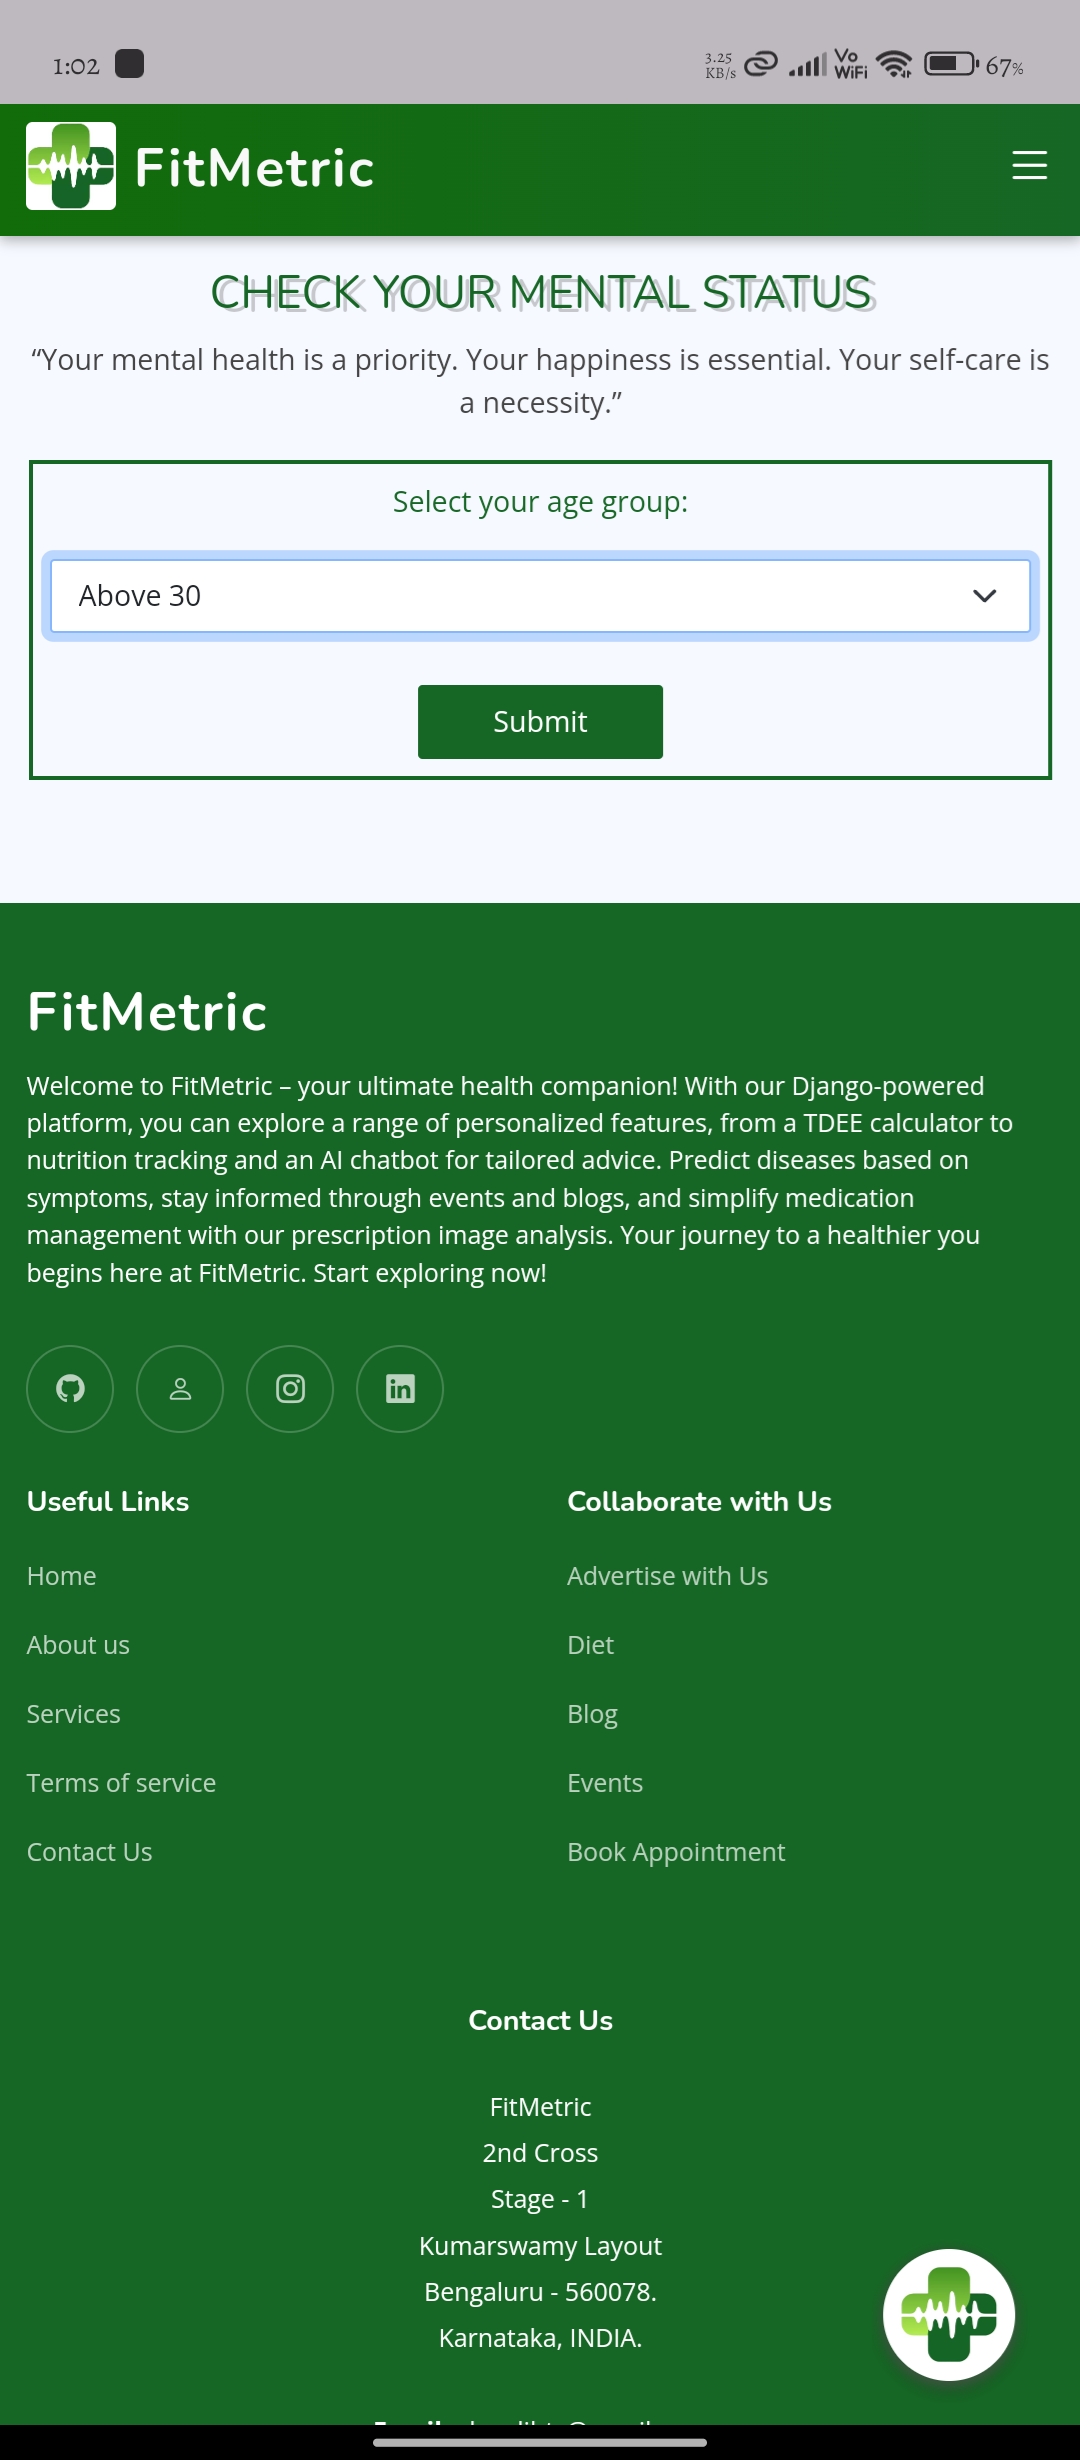 1:02
3.25
KB/s
Vo
WiFi
67%
FitMetric
CHECK YOUR MENTAL STATUS
“Your mental health is a priority. Your happiness is essential. Your self-care is
a necessity.”
Select your age group:
Above 30
Submit
FitMetric
Welcome to FitMetric – your ultimate health companion! With our Django-powered
platform, you can explore a range of personalized features, from a TDEE calculator to
nutrition tracking and an AI chatbot for tailored advice. Predict diseases based on
symptoms, stay informed through events and blogs, and simplify medication
management with our prescription image analysis. Your journey to a healthier you
begins here at FitMetric. Start exploring now!
Useful Links
Home
About us
Services
Terms of service
Contact Us
Collaborate with Us
Advertise with Us
Diet
Blog
Events
Book Appointment
Contact Us
FitMetric
2nd Cross
Stage - 1
Kumarswamy Layout
Bengaluru - 560078.
Karnataka, INDIA.